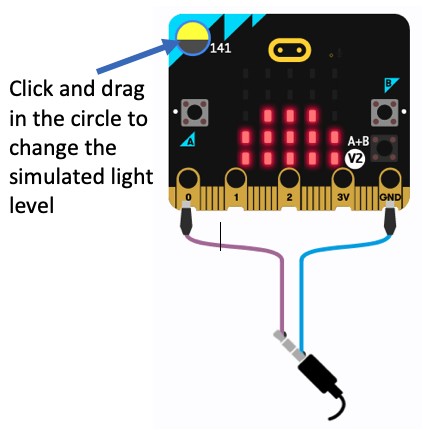 141
Click and drag
in the circle to
change the
simulated light
level
B
A
A+B
V2
0 1 2 3V GND